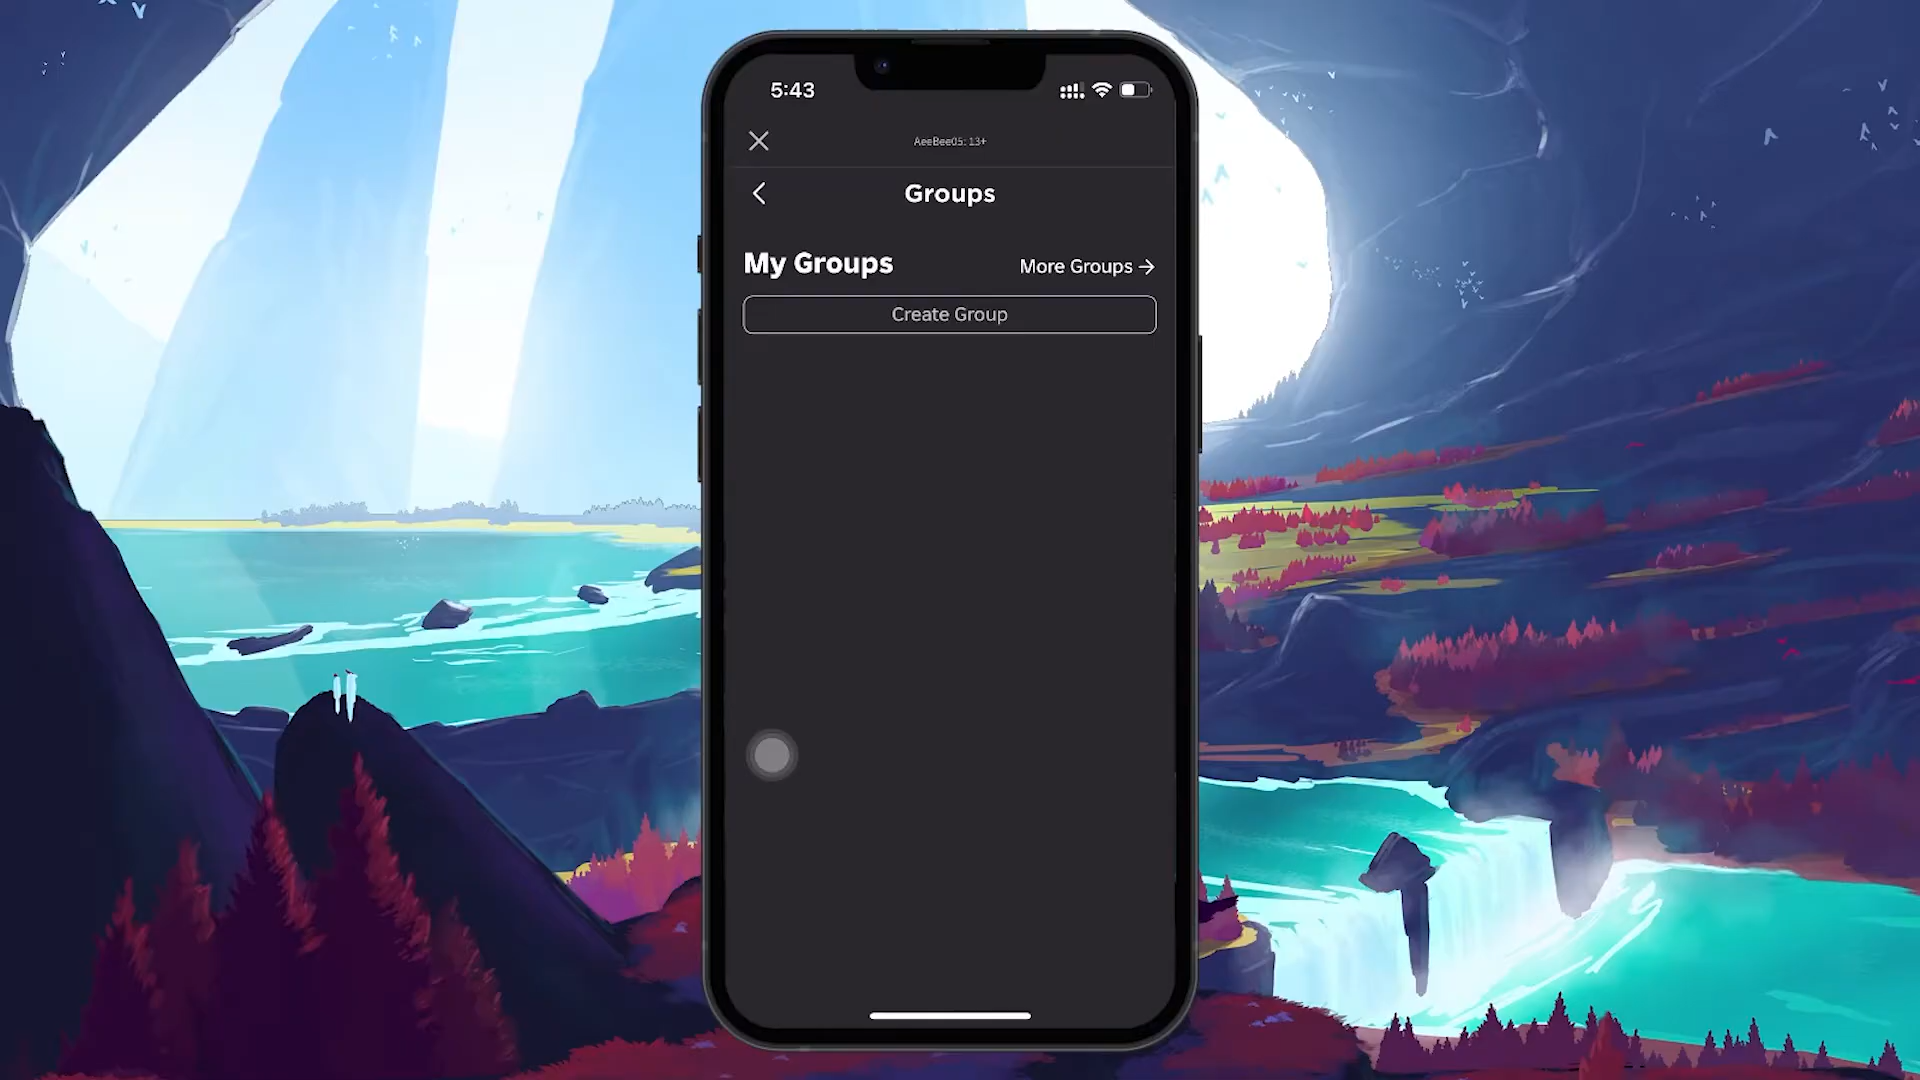 5:43
AeeBee05: 13+
Groups
My Groups
More Groups →
Create Group